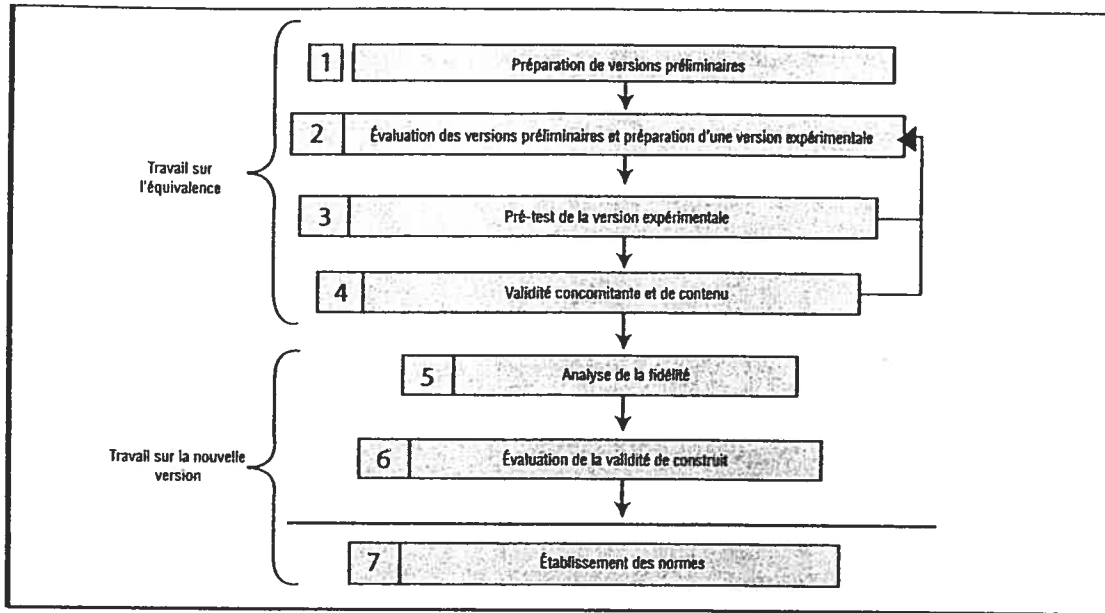 1 Préparation de versions préliminaires
2 Évaluation des versions préliminaires et préparation d'une version expérimentale
Travail sur
l'équivalence
3 Pré-test de la version expérimentale
4 Validité concomitante et de contenu
5 Analyse de la fidélité
Travail sur la nouvelle
version
6 Évaluation de la validité de construit
7 Établissement des normes